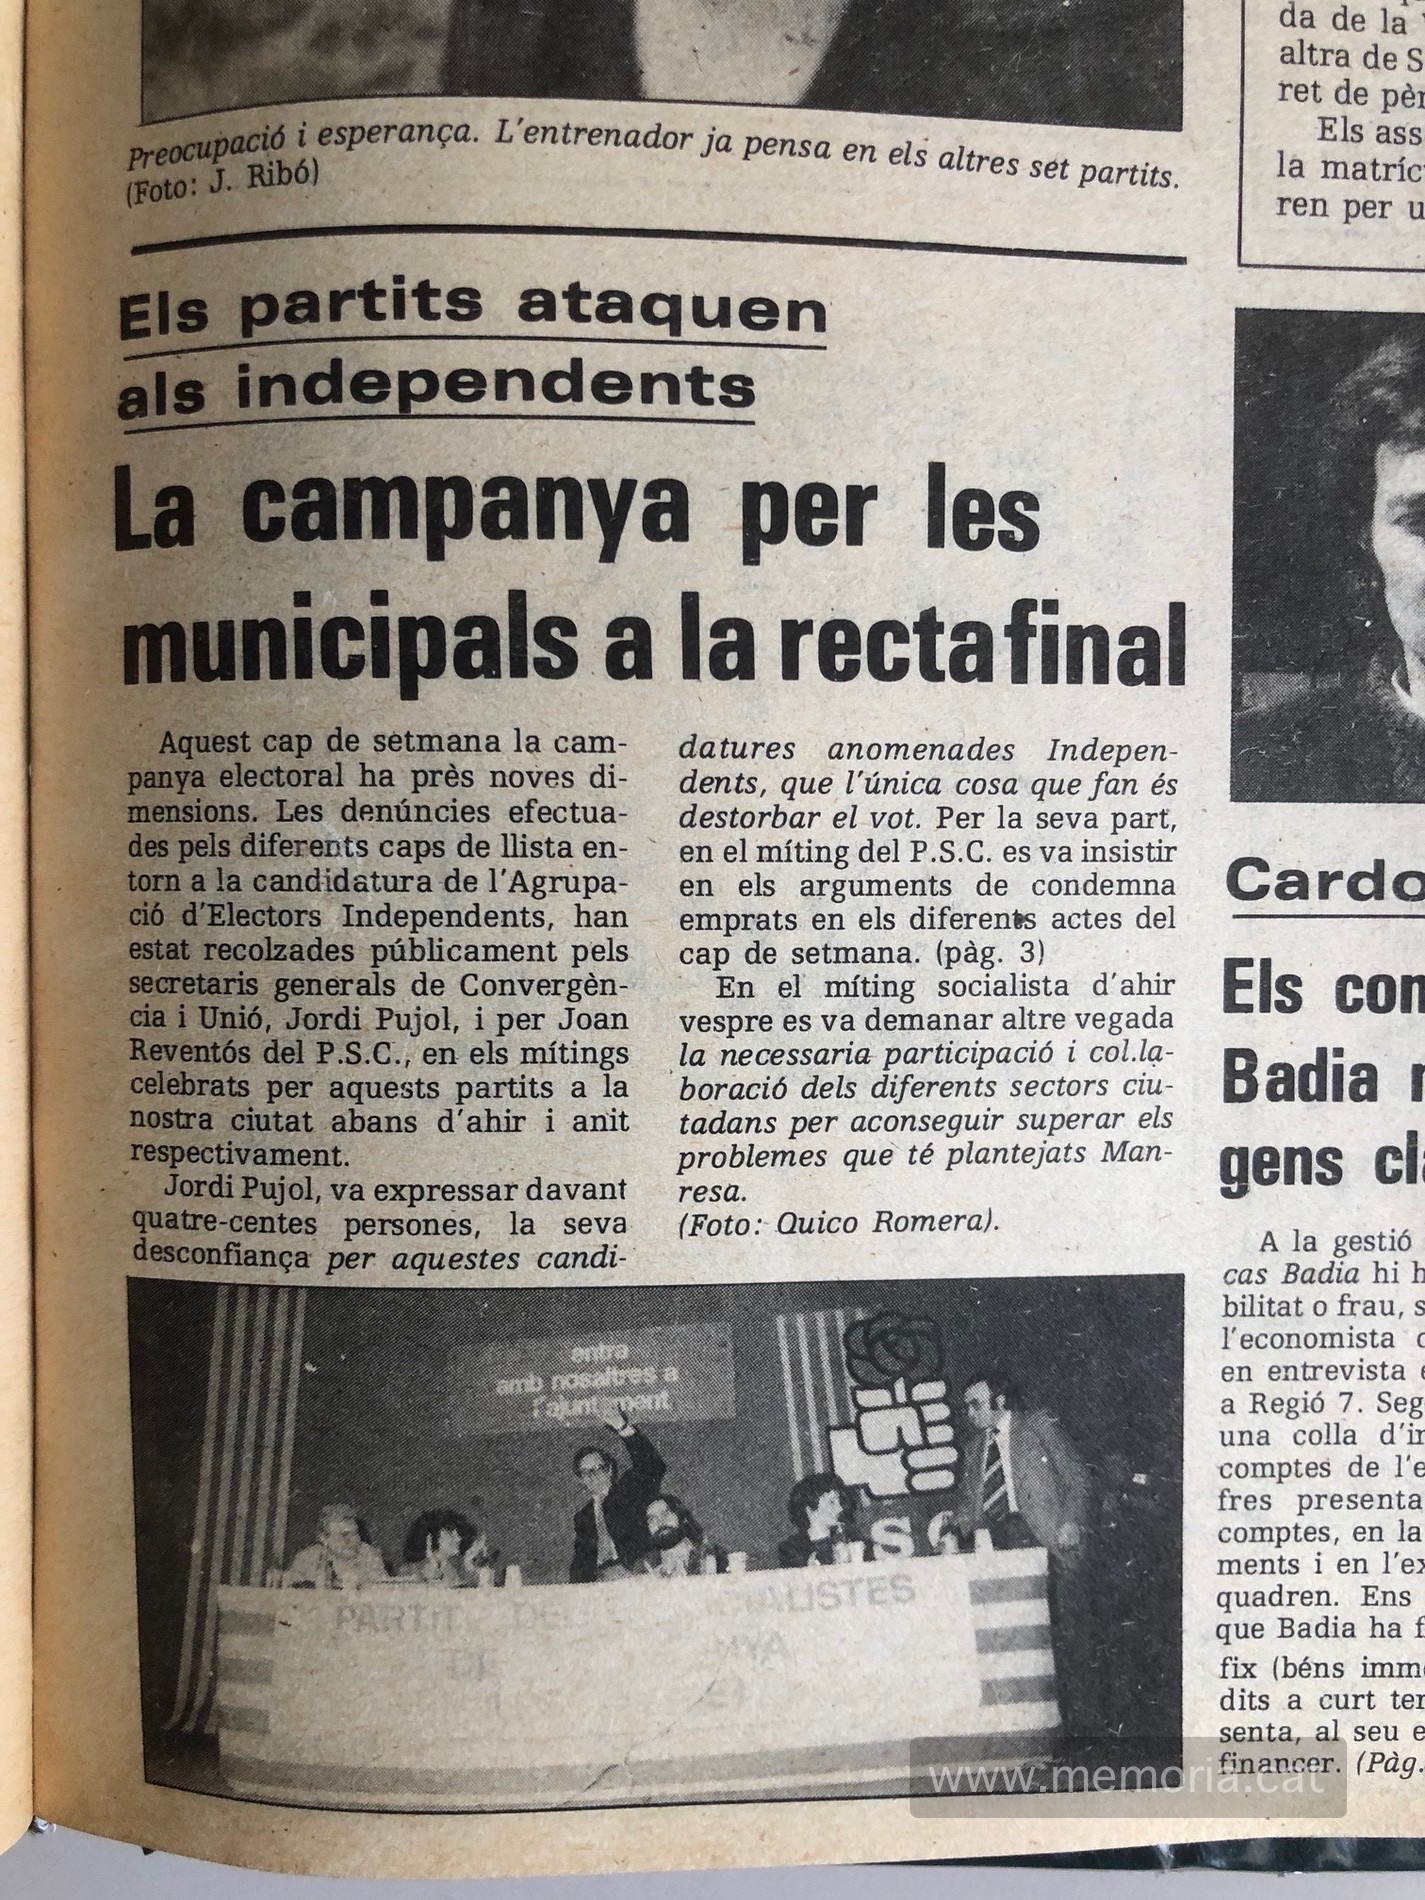 Preocupació i esperança. L'entrenador ja pensa en els altres set partits.
(Foto: J. Ribó)
Els partits ataquen
als independents
La campanya per les
municipals a la recta final
Aquest cap de setmana la cam-
panya electoral ha près noves di-
mensions. Les denúncies efectua-
des pels diferents caps de llista en-
torn a la candidatura de l'Agrupa-
ció d'Electors Independents, han
estat recolzades públicament pels
secretaris generals de Convergèn-
cia i Unió, Jordi Pujol, i per Joan
Reventós del P.S.C., en els mítings
celebrats per aquests partits a la
nostra ciutat abans d'ahir i anit
respectivament.
Jordi Pujol, va expressar davant
quatre-centes persones, la seva
desconfiança per aquestes candi-
datures anomenades Indepen-
dents, que l'única cosa que fan és
destorbar el vot. Per la seva part,
en el míting del P.S.C. es va insistir
en els arguments de condemna
emprats en els diferents actes del
cap de setmana. (pàg. 3)
En el míting socialista d'ahir
vespre es va demanar altre vegada
la necessaria participació i col.la-
boració dels diferents sectors ciu-
tadans per aconseguir superar els
problemes que té plantejats Man-
resa.
(Foto: Quico Romera).
entra
amb nosaltres a
l'ajuntament
PARTIT DE
DE
da de la
altra de S
ret de pèr
Els ass
la matríc
ren per u
Cardo
Els con
Badia
gens cla
A la gestió
cas Badia hi h
bilitat o frau, s
l'economista
en entrevista
a Regió 7. Seg
una colla d'in
comptes de l'e
fres presenta
comptes, en la
ments i en l'ex
quadren. Ens
que Badia ha f
fix (béns imme
dits a curt ter
senta, al seu e
financer. (Pàg.
www.memoria.cat